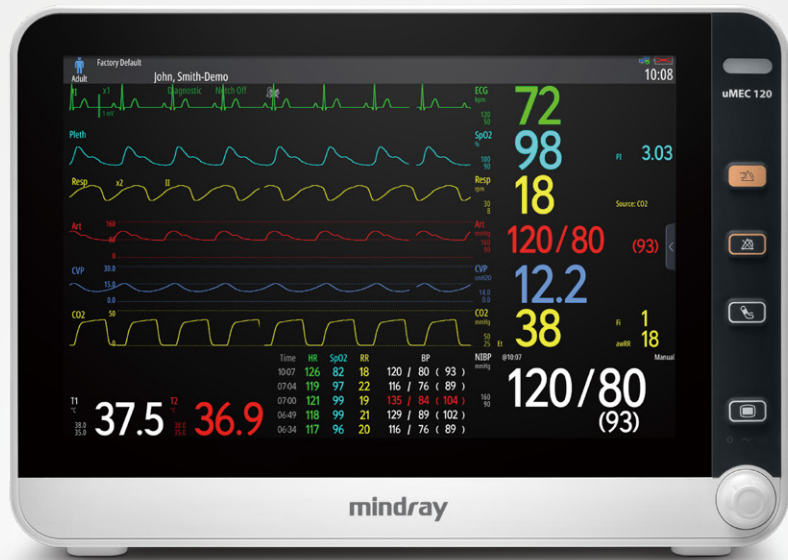 Factory Default
Adult
John, Smith-Demo
10:08
uMEC 120
II x1 Diagnostic Notch Off
1 mV
ECG
bpm
120
50
72
Pleth
SpO2
%
100
90
98
PI 3.03
Resp x2 II
Resp
rpm
30
8
18
Source: CO2
Art 160
80
0
Art
mmHg
160
90
120/80 (93)
CVP 30.0
15.0
0.0
CVP
cmH2O
14.0
0.0
12.2
CO2 50
0
CO2
mmHg
50
25
Et 38
Fi 1
awRR 18
Time HR SpO2 RR BP
10:07 126 82 18 120 / 80 ( 93 )
07:04 119 97 22 116 / 76 ( 89 )
07:00 121 99 19 135 / 84 ( 104 )
06:49 118 99 21 129 / 89 ( 102 )
06:34 117 96 20 116 / 76 ( 89 )
NIBP @10:07 Manual
mmHg
160
90
120/80
(93)
T1
°C
38.0
35.0
37.5
T2
°C
38.0
35.0
36.9
mindray